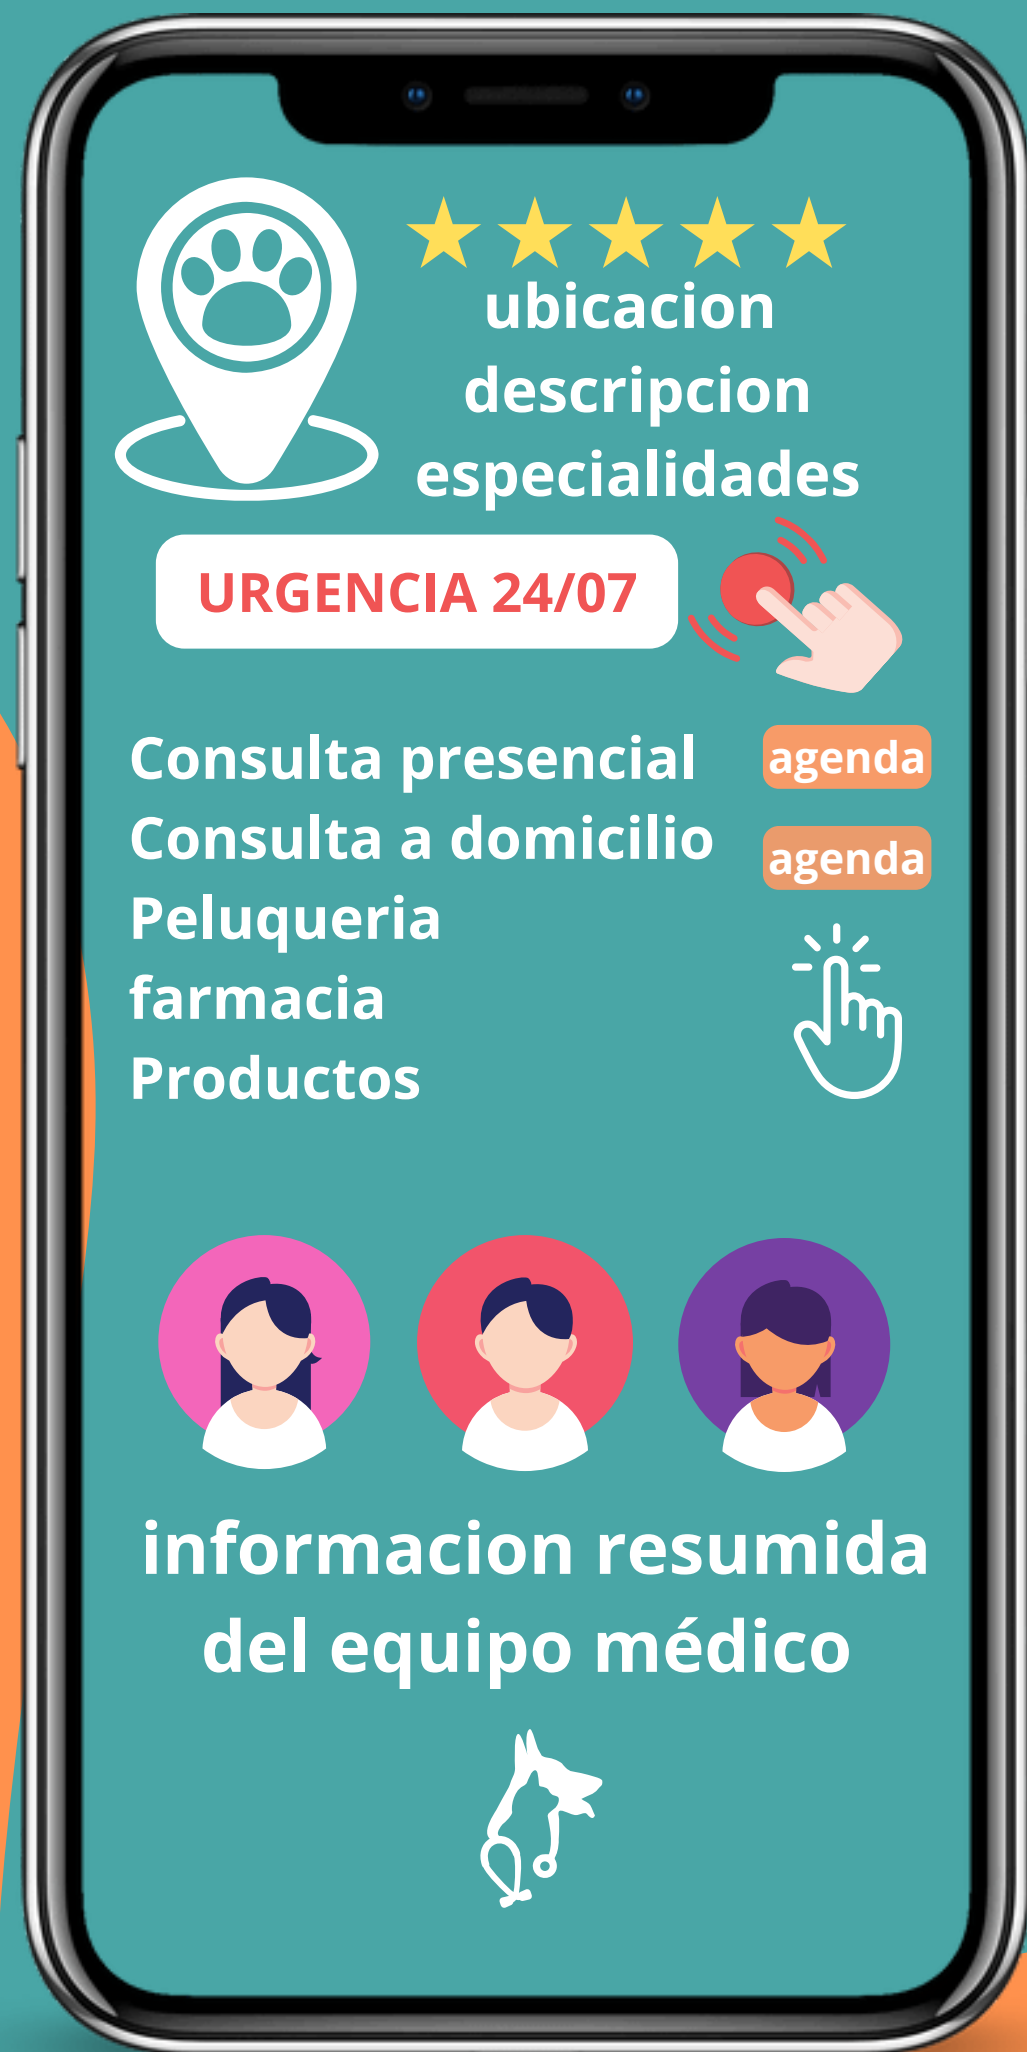 ubicacion
descripcion
especialidades
URGENCIA 24/07
Consulta presencial
agenda
Consulta a domicilio
agenda
Peluqueria
farmacia
Productos
informacion resumida
del equipo médico